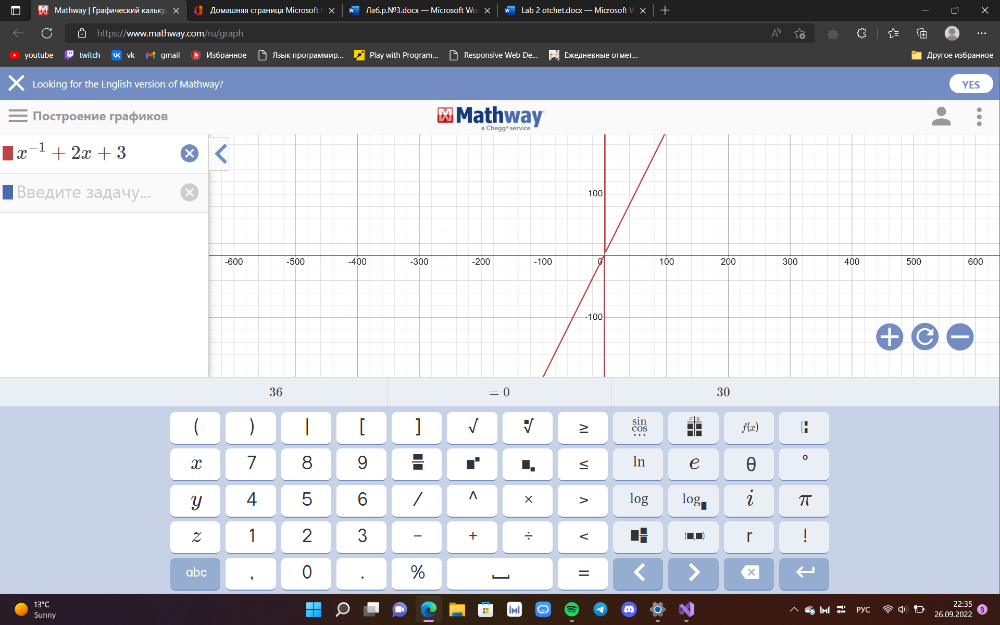 Mathway | Графический кальку
Домашняя страница Microsoft
Лаб.р.№3.docx — Microsoft Wo
Lab 2 otchet.docx — Microsoft W
https://www.mathway.com/ru/graph
youtube
twitch
vk
gmail
Избранное
Язык программир...
Play with Program...
Responsive Web De...
Ежедневные отмет...
Другое избранное
Looking for the English version of Mathway?
YES
Построение графиков
Mathway
a Chegg® service
x⁻¹ + 2x + 3
Введите задачу...
100
-600 -500 -400 -300 -200 -100 0 100 200 300 400 500 600
-100
36 = 0 30
( ) | [ ] √ √ ≥ sin cos ... x y f(x) {
x 7 8 9 ≤ ln e θ °
y 4 5 6 / ^ × > log log i π
z 1 2 3 − + ÷ < (,) r !
abc , 0 . % =
13°C
Sunny
РУС
22:35
26.09.2022
8